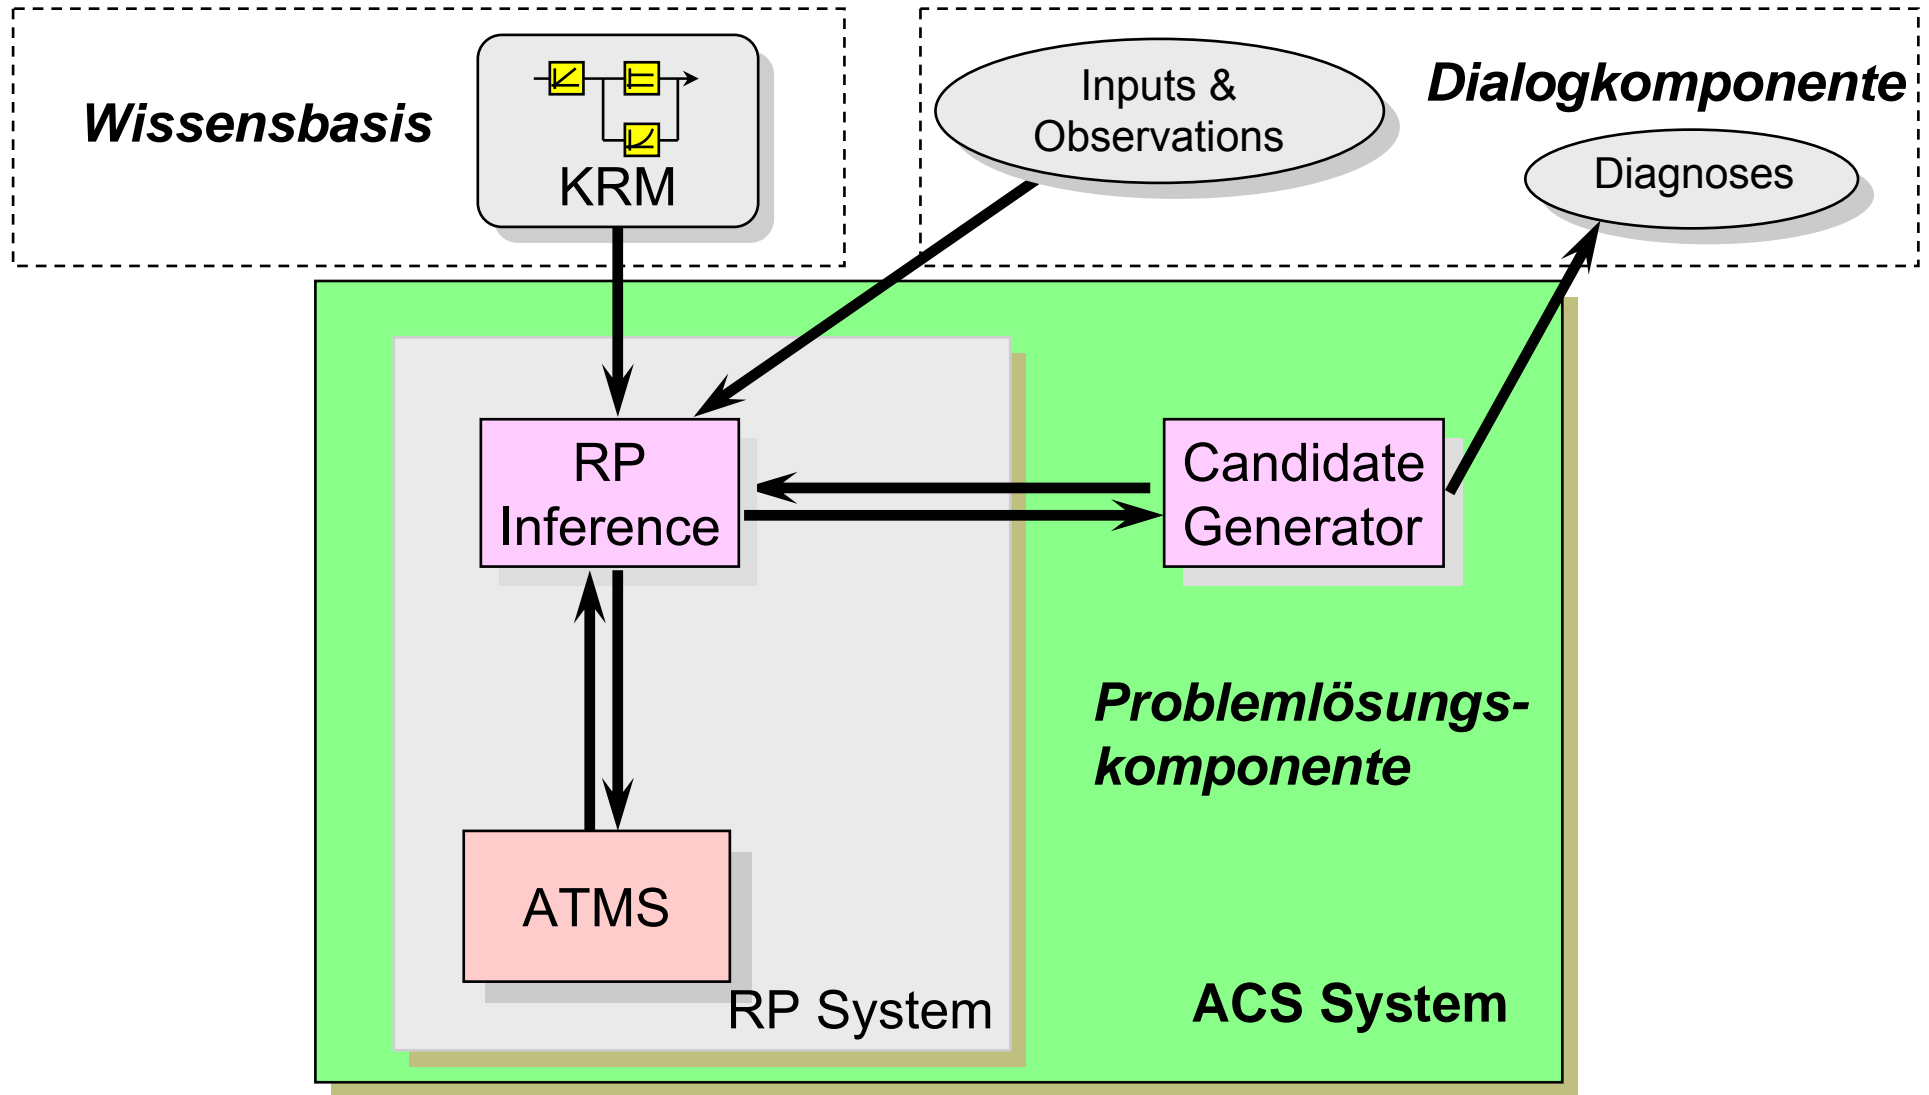 Wissensbasis
KRM
Inputs &
Observations
Dialogkomponente
Diagnoses
RP
Inference
Candidate
Generator
Problemlösungs-
komponente
ATMS
RP System
ACS System